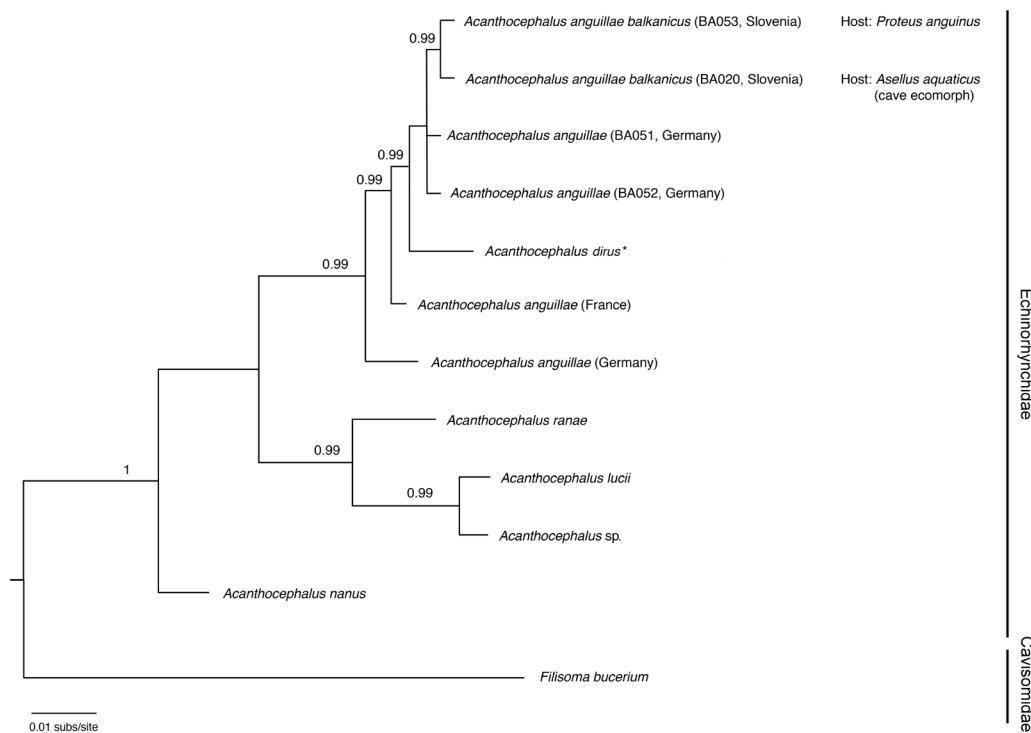 0.99
Acanthocephalus anguillae balkanicus (BA053, Slovenia)
Host: Proteus anguinus
Acanthocephalus anguillae balkanicus (BA020, Slovenia)
Host: Asellus aquaticus
(cave ecomorph)
Acanthocephalus anguillae (BA051, Germany)
0.99
0.99
Acanthocephalus anguillae (BA052, Germany)
Acanthocephalus dirus*
0.99
Acanthocephalus anguillae (France)
Acanthocephalus anguillae (Germany)
Acanthocephalus ranae
0.99
Acanthocephalus lucii
0.99
Acanthocephalus sp.
1
Acanthocephalus nanus
Filisoma bucerium
0.01 subs/site
Echinorhynchidae
Cavisomidae